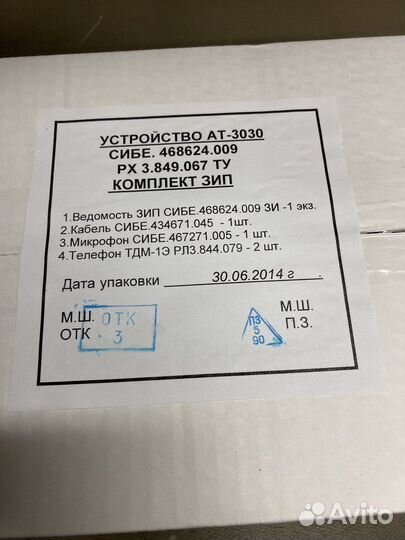 УСТРОЙСТВО АТ-3030
СИБЕ. 468624.009
РХ 3.849.067 ТУ
КОМПЛЕКТ ЗИП
1.Ведомость ЗИП СИБЕ.468624.009 ЗИ -1 экз.
2.Кабель СИБЕ.434671.045 - 1шт.
3.Микрофон СИБЕ.467271.005 - 1 шт.
4.Телефон ТДМ-1Э РЛ3.844.079 - 2 шт.
Дата упаковки 30.06.2014 г.
М.Ш.
ОТК
ОТК
3
ПЗ
5
90
М.Ш.
П.З.
Avito